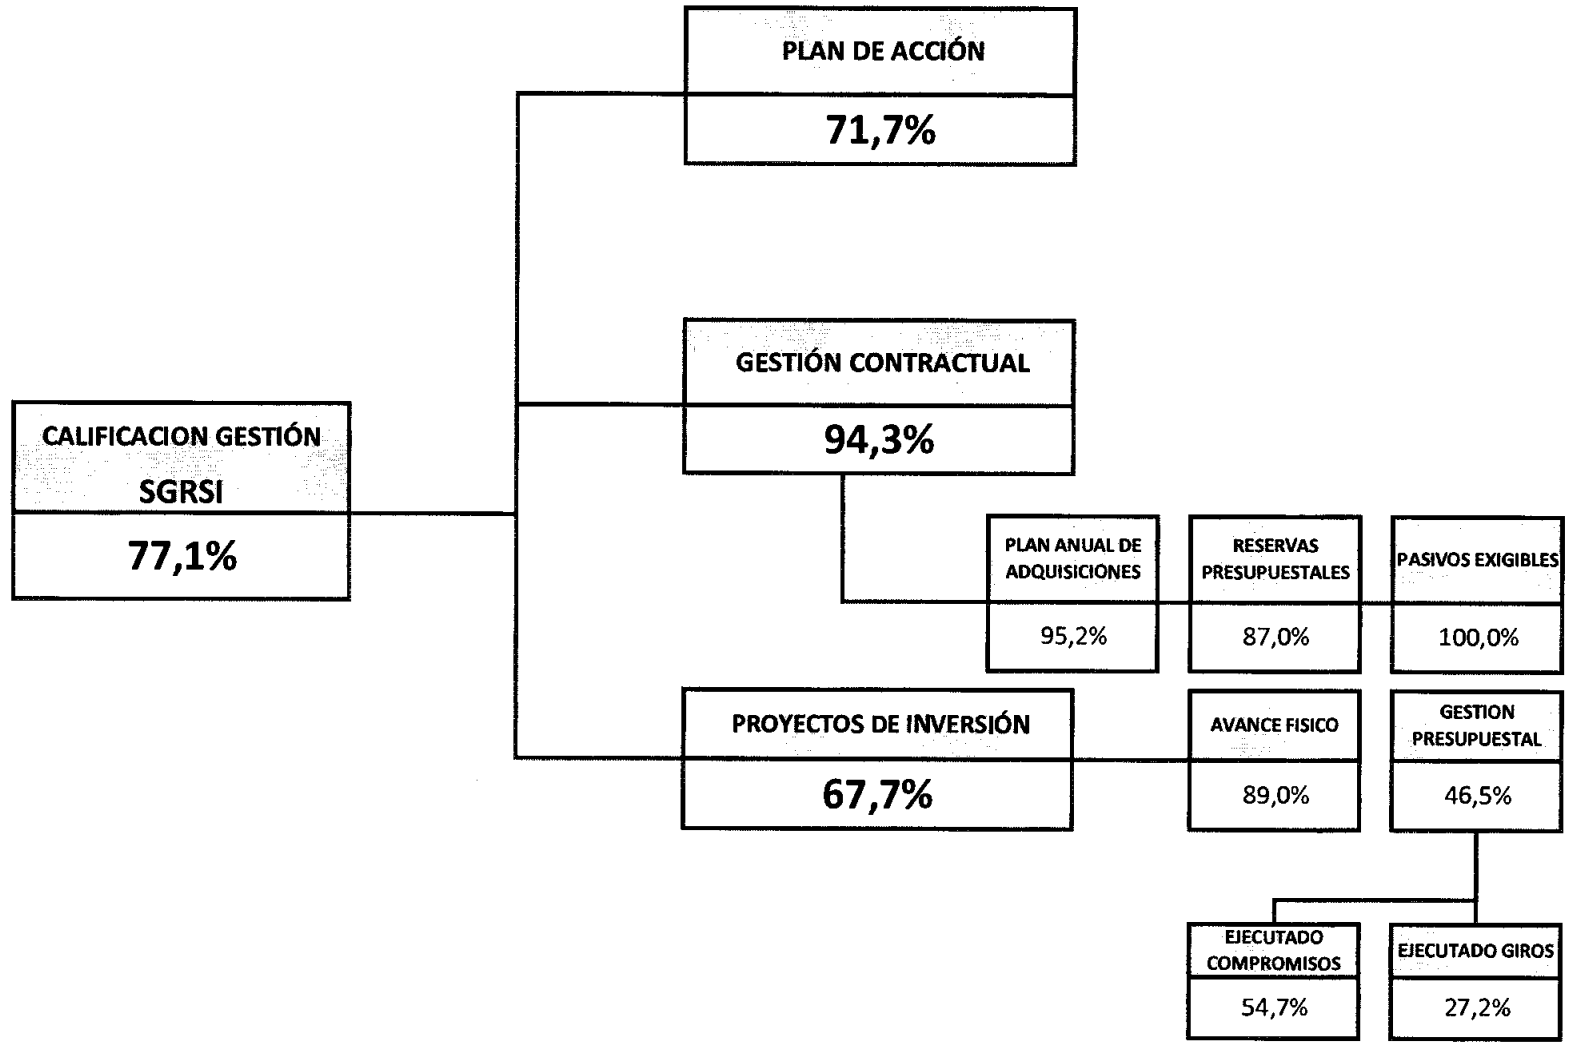 PLAN DE ACCIÓN
71,7%
GESTIÓN CONTRACTUAL
94,3%
CALIFICACION GESTIÓN
SGRSI
77,1%
PLAN ANUAL DE
ADQUISICIONES
95,2%
RESERVAS
PRESUPUESTALES
87,0%
PASIVOS EXIGIBLES
100,0%
PROYECTOS DE INVERSIÓN
67,7%
AVANCE FISICO
89,0%
GESTION
PRESUPUESTAL
46,5%
EJECUTADO
COMPROMISOS
54,7%
EJECUTADO GIROS
27,2%